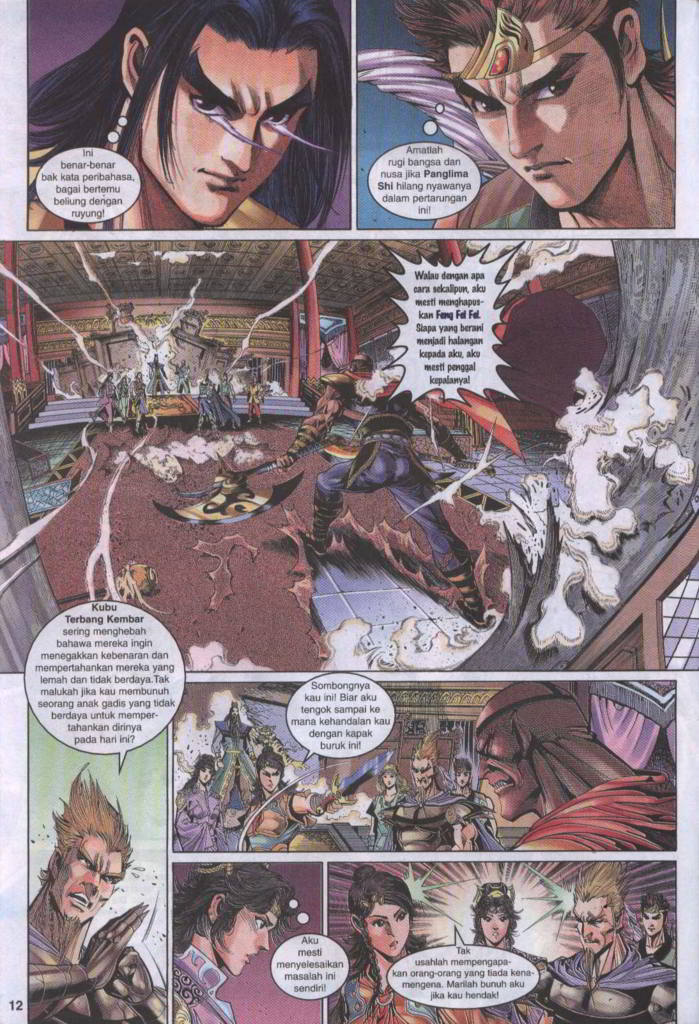 Ini
benar-benar
bak kata peribahasa,
bagai bertemu
beliung dengan
ruyung!
Amatlah
rugi bangsa dan
nusa jika Panglima
Shi hilang nyawanya
dalam pertarungan
ini!
Walau dengan apa
cara sekalipun, aku
mesti menghapus-
kan Feng Fei Fei.
Siapa yang berani
menjadi halangan
kepada aku, aku
mesti penggal
kepalanya!
Kubu
Terbang Kembar
sering menghebah
bahawa mereka ingin
menegakkan kebenaran dan
mempertahankan mereka yang
lemah dan tidak berdaya.Tak
malukah jika kau membunuh
seorang anak gadis yang tidak
berdaya untuk memper-
tahankan dirinya
pada hari ini?
Sombongnya
kau ini! Biar aku
tengok sampai ke
mana kehandalan kau
dengan kapak
buruk ini!
Aku
mesti
menyelesaikan
masalah ini
sendiri!
Tak
usahlah mempengapa-
kan orang-orang yang tiada kena-
mengena. Marilah bunuh aku
jika kau hendak!
12